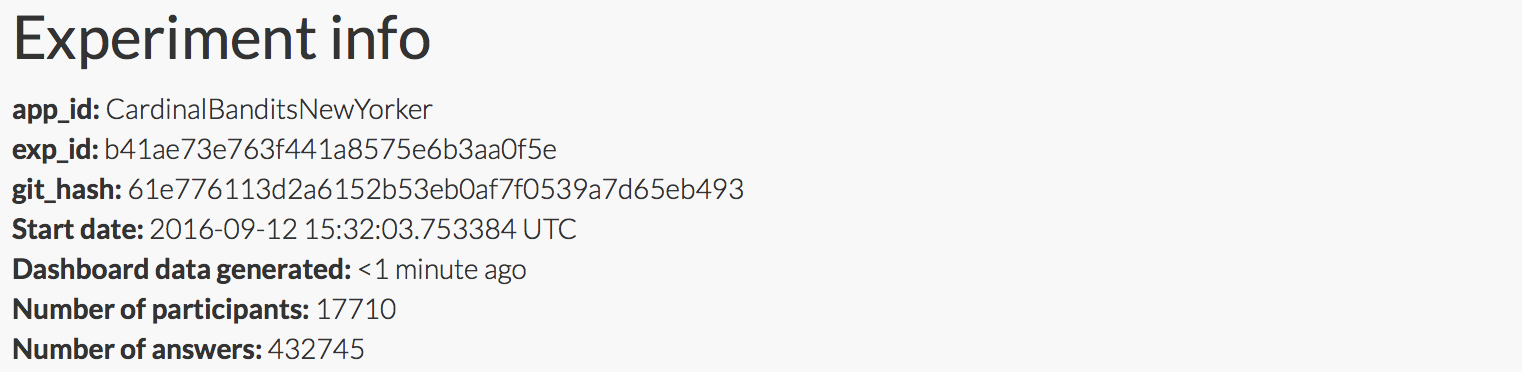 Experiment info
app_id: CardinalBanditsNewYorker
exp_id: b41ae73e763f441a8575e6b3aa0f5e
git_hash: 61e776113d2a6152b53eb0af7f0539a7d65eb493
Start date: 2016-09-12 15:32:03.753384 UTC
Dashboard data generated: <1 minute ago
Number of participants: 17710
Number of answers: 432745